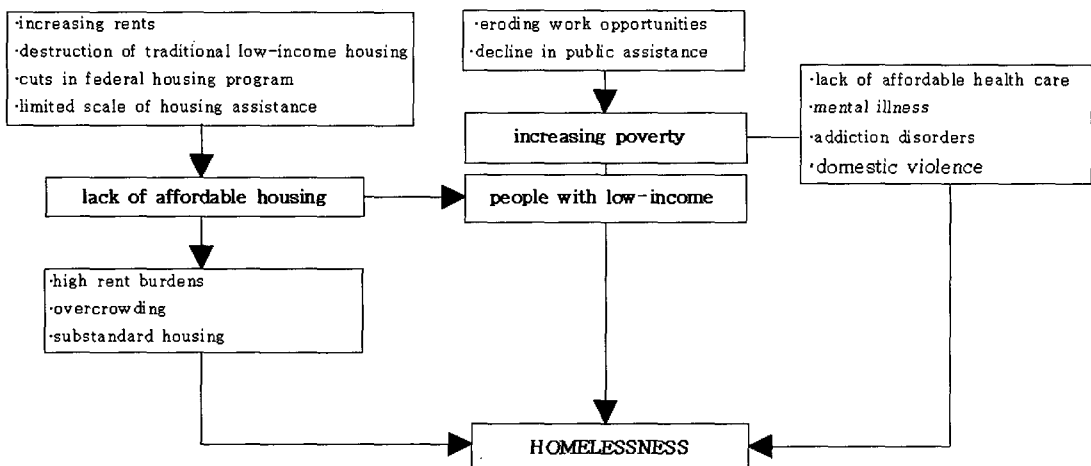 ·increasing rents
·destruction of traditional low-income housing
·cuts in federal housing program
·limited scale of housing assistance
·eroding work opportunities
·decline in public assistance
·lack of affordable health care
·mental illness
·addiction disorders
·domestic violence
increasing poverty
lack of affordable housing
people with low-income
·high rent burdens
·overcrowding
·substandard housing
HOMELESSNESS